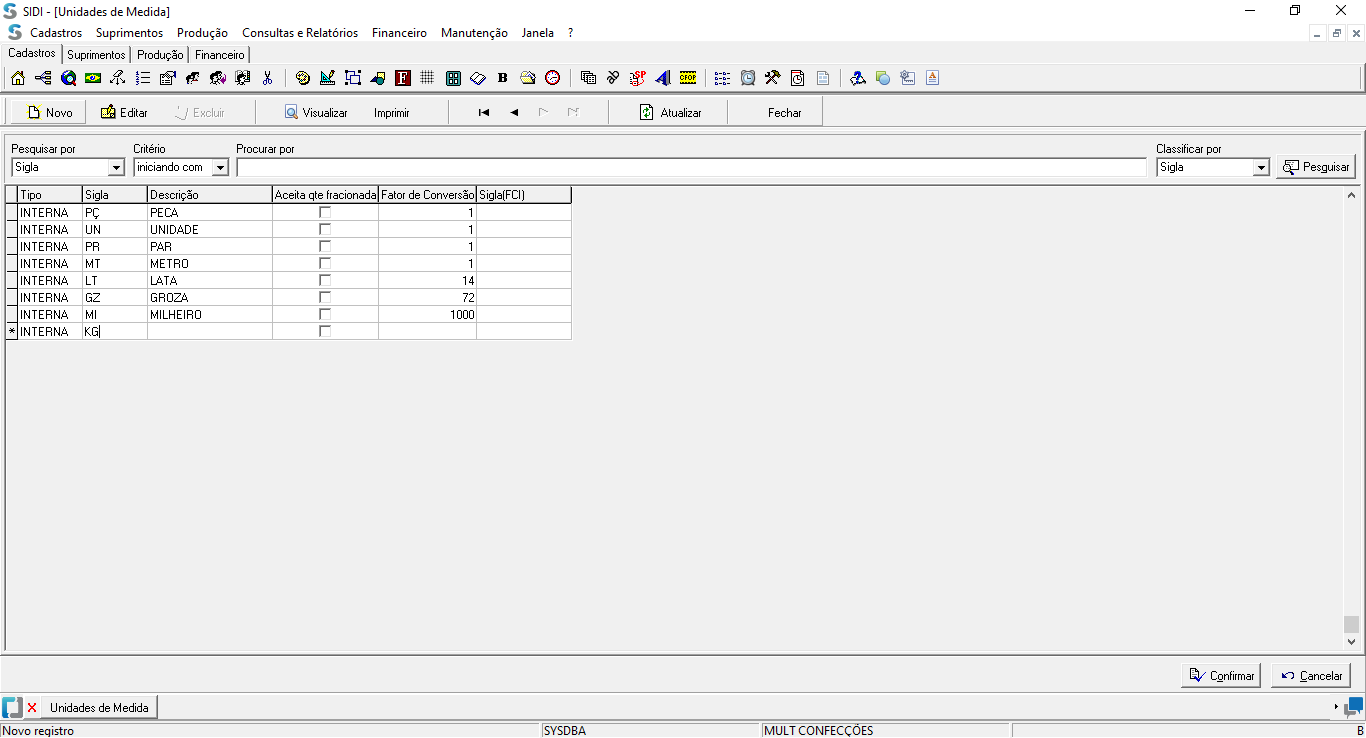 SIDI - [Unidades de Medida]
Cadastros Suprimentos Produção Consultas e Relatórios Financeiro Manutenção Janela ?
Cadastros Suprimentos Produção Financeiro
F B SP CFOP A
Novo Editar Excluir Visualizar Imprimir Atualizar Fechar
Pesquisar por Critério Procurar por Classificar por
Sigla iniciando com Sigla Pesquisar
Tipo Sigla Descrição Aceita qte fracionada Fator de Conversão Sigla(FCI)
INTERNA PÇ PECA 1
INTERNA UN UNIDADE 1
INTERNA PR PAR 1
INTERNA MT METRO 1
INTERNA LT LATA 14
INTERNA GZ GROZA 72
INTERNA MI MILHEIRO 1000
* INTERNA KG
Confirmar Cancelar
Unidades de Medida
Novo registro SYSDBA MULT CONFECÇÕES B